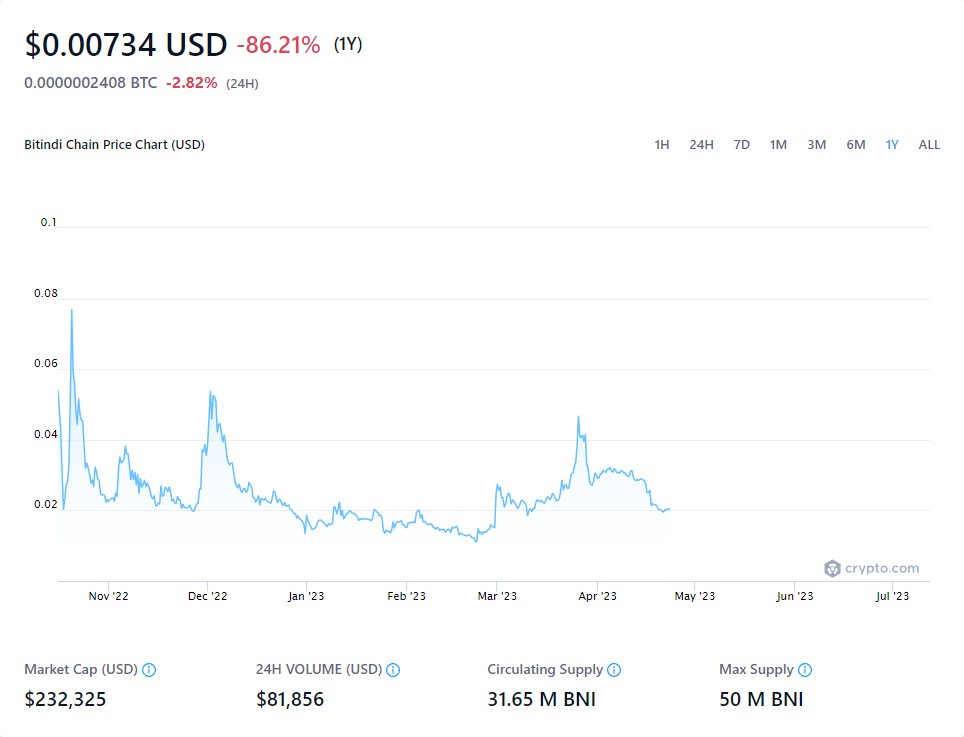 $0.00734 USD -86.21% (1Y)
0.0000002408 BTC -2.82% (24H)
Bitindi Chain Price Chart (USD) 1H 24H 7D 1M 3M 6M 1Y ALL
0.1
0.08
0.06
0.04
0.02
crypto.com
Nov '22 Dec '22 Jan '23 Feb '23 Mar '23 Apr '23 May '23 Jun '23 Jul '23
Market Cap (USD) 24H VOLUME (USD) Circulating Supply Max Supply
$232,325 $81,856 31.65 M BNI 50 M BNI